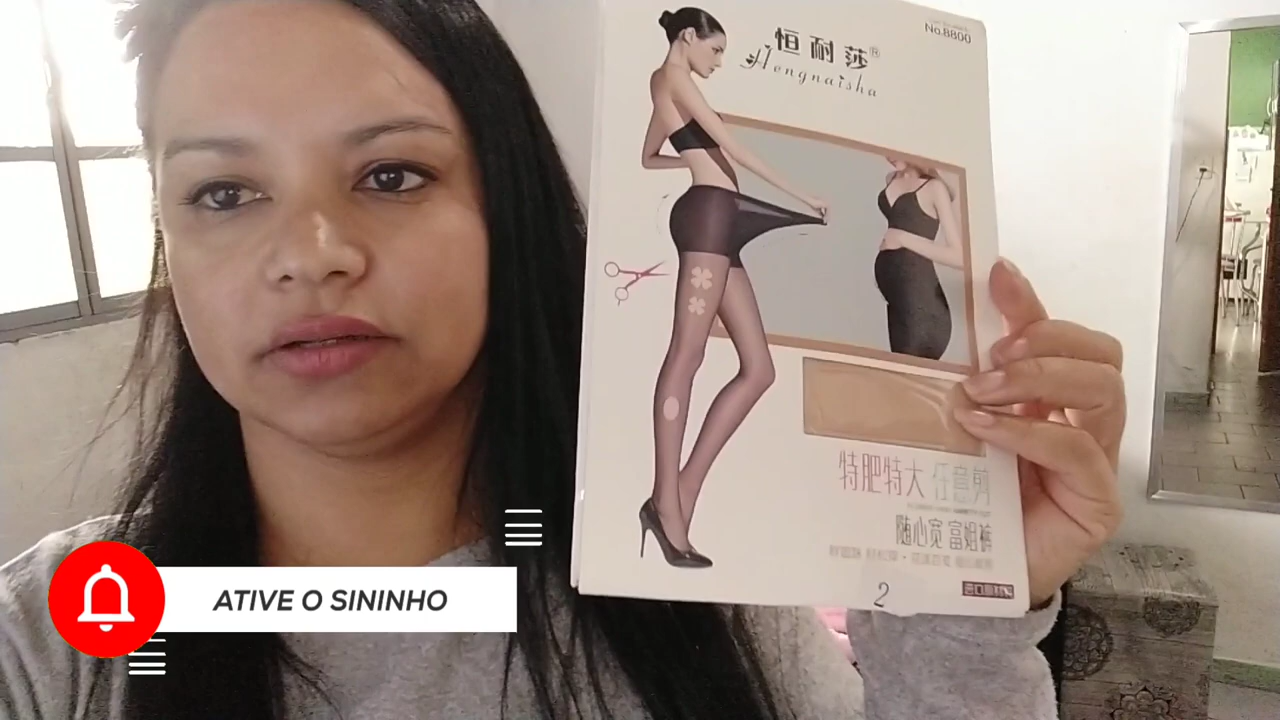 No.8800
恒耐莎®
Hengnaisha
特肥特大 任意剪
随心宽 富姐裤
2
ATIVE O SININHO